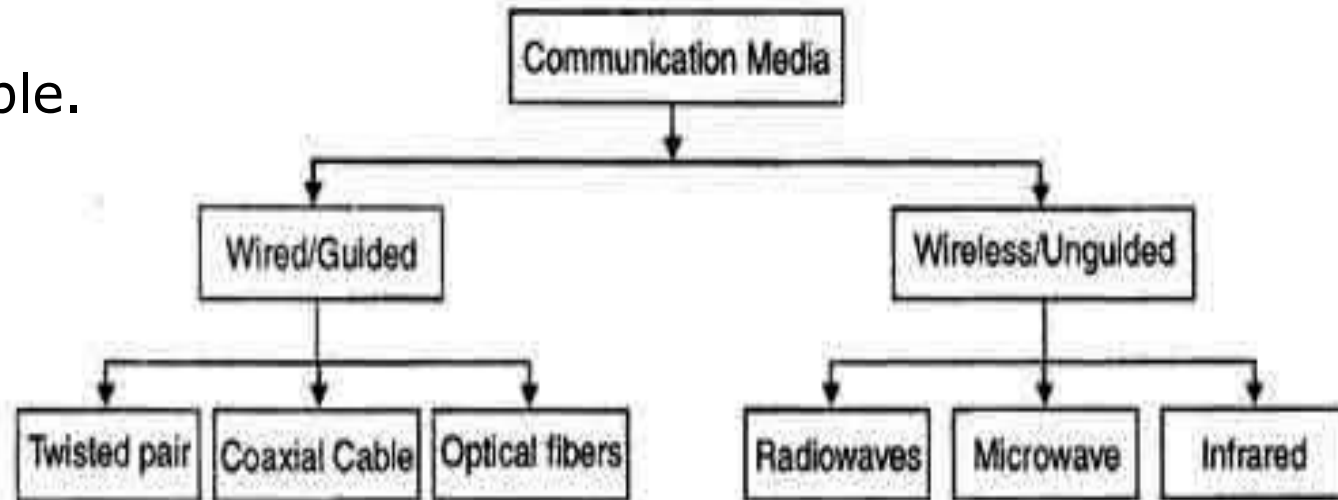 Communication Media
ble.
Wired/Guided
Wireless/Unguided
Twisted pair
Coaxial Cable
Optical fibers
Radiowaves
Microwave
Infrared